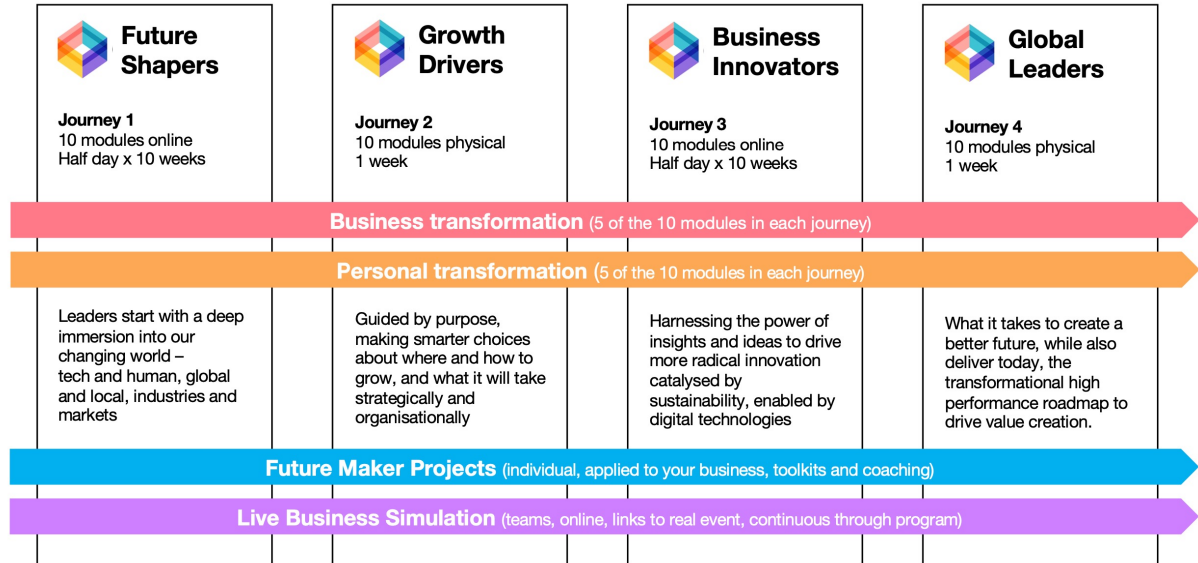 Future
Shapers
Journey 1
10 modules online
Half day x 10 weeks
Growth
Drivers
Journey 2
10 modules physical
1 week
Business
Innovators
Journey 3
10 modules online
Half day x 10 weeks
Global
Leaders
Journey 4
10 modules physical
1 week
Business transformation (5 of the 10 modules in each journey)
Personal transformation (5 of the 10 modules in each journey)
Leaders start with a deep
immersion into our
changing world –
tech and human, global
and local, industries and
markets
Guided by purpose,
making smarter choices
about where and how to
grow, and what it will take
strategically and
organisationally
Harnessing the power of
insights and ideas to drive
more radical innovation
catalysed by
sustainability, enabled by
digital technologies
What it takes to create a
better future, while also
deliver today, the
transformational high
performance roadmap to
drive value creation.
Future Maker Projects (individual, applied to your business, toolkits and coaching)
Live Business Simulation (teams, online, links to real event, continuous through program)